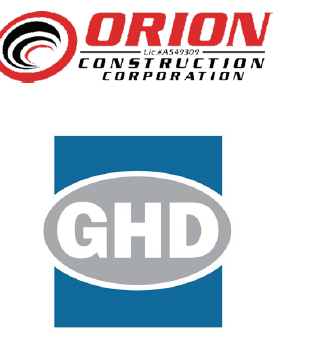 ORION
Lic.#A549309
CONSTRUCTION
CORPORATION
GHD